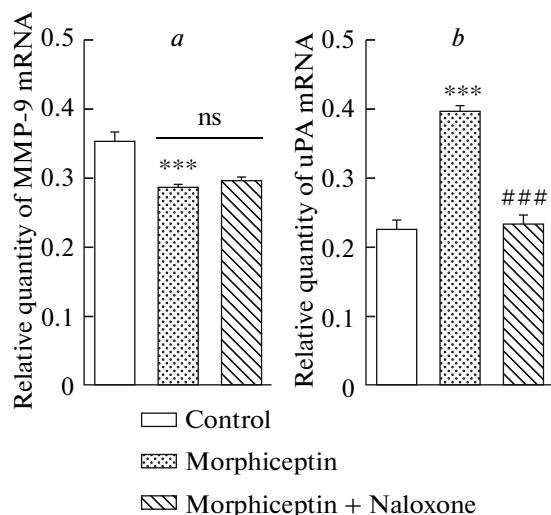 Relative quantity of MMP-9 mRNA
0.5
0.4
0.3
0.2
0.1
0
a
ns
***
Relative quantity of uPA mRNA
0.5
0.4
0.3
0.2
0.1
0
b
***
###
Control
Morphiceptin
Morphiceptin + Naloxone